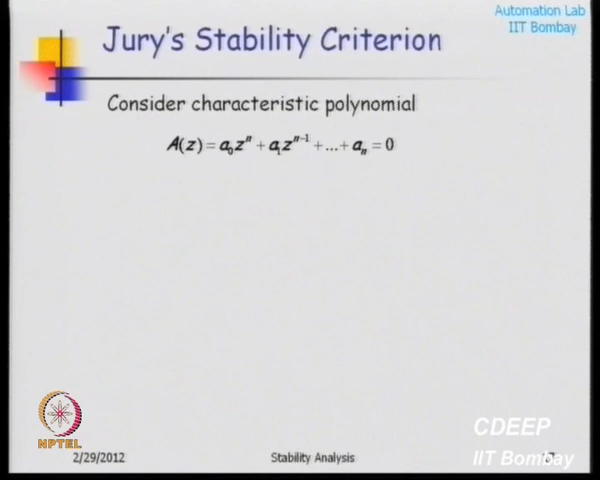 Automation Lab
IIT Bombay
Jury's Stability Criterion
Consider characteristic polynomial
A(z) = a₀zⁿ + a₁zⁿ⁻¹ + ... + aₙ = 0
NPTEL
CDEEP
IIT Bombay
2/29/2012 Stability Analysis